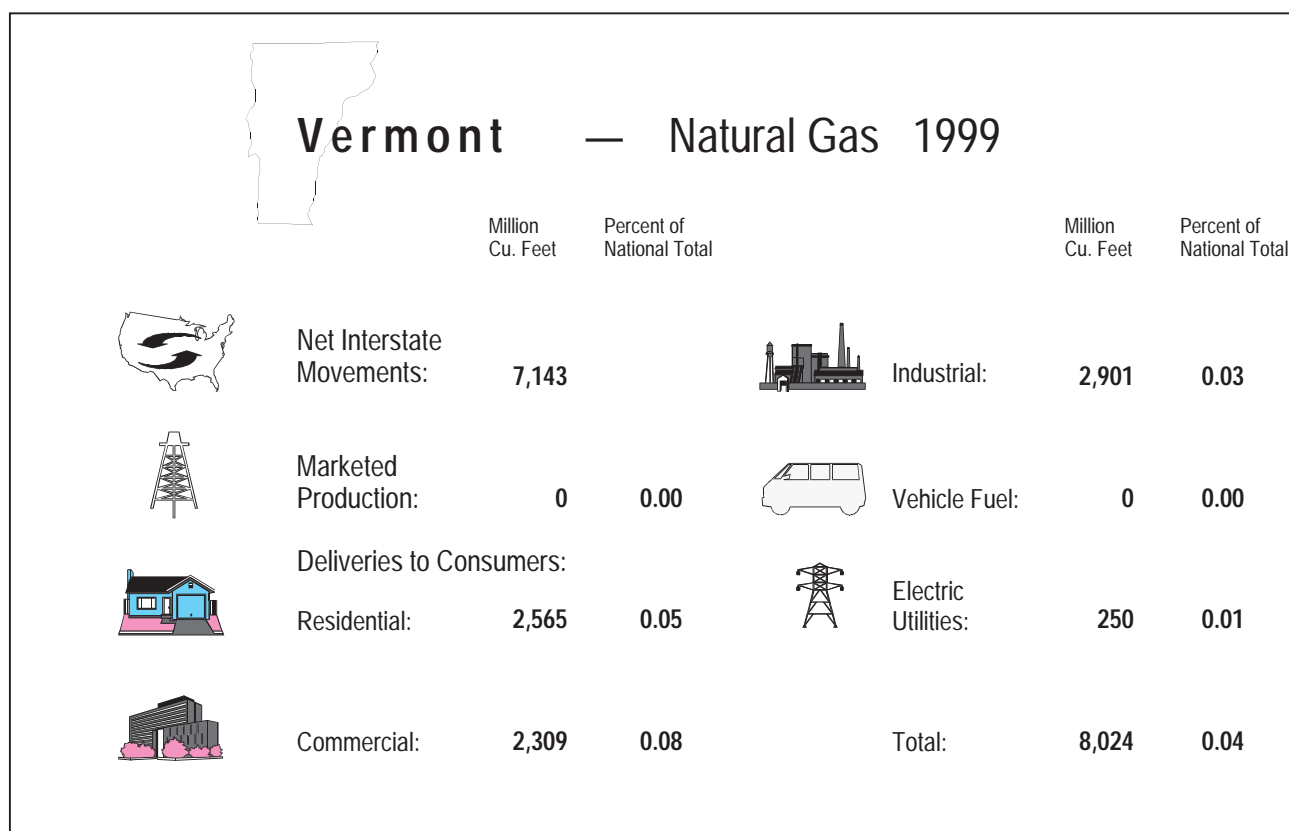 Vermont — Natural Gas 1999
Million Cu. Feet Percent of National Total
Million Cu. Feet Percent of National Total
Net Interstate
Movements: 7,143
Marketed
Production: 0 0.00
Deliveries to Consumers:
Residential: 2,565 0.05
Commercial: 2,309 0.08
Industrial: 2,901 0.03
Vehicle Fuel: 0 0.00
Electric
Utilities: 250 0.01
Total: 8,024 0.04